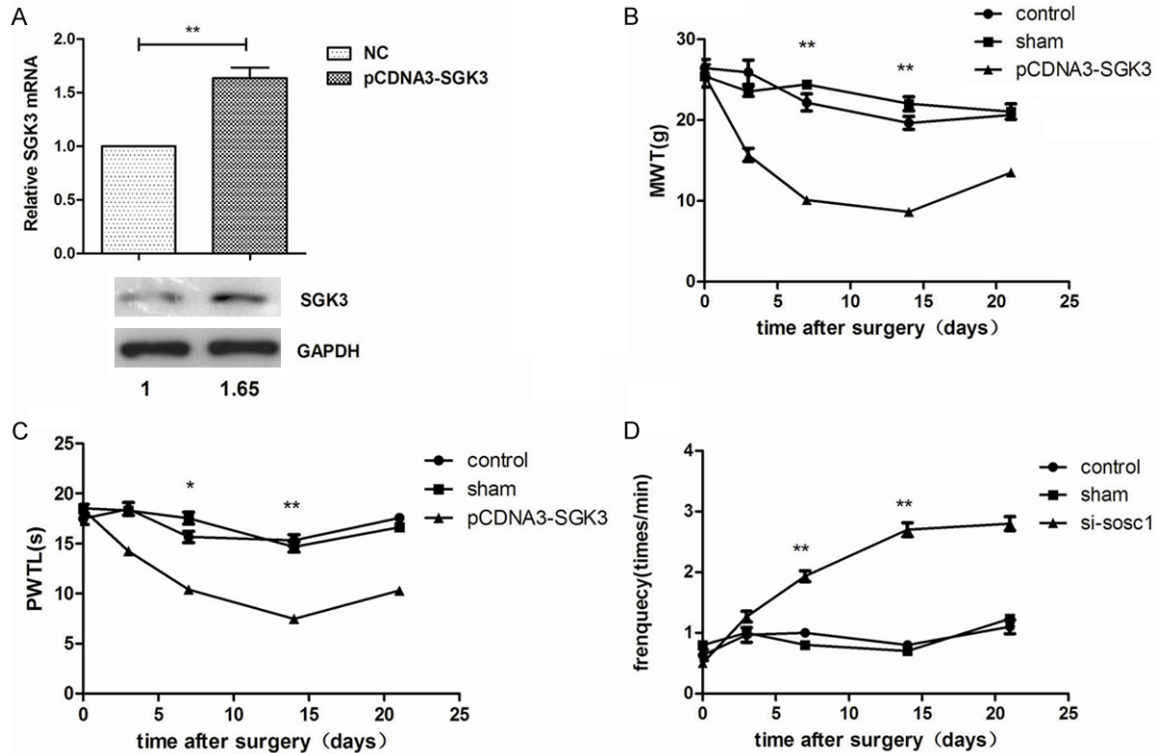 A
**
NC
pCDNA3-SGK3
Relative SGK3 mRNA
2.0
1.5
1.0
0.5
0.0
SGK3
GAPDH
1 1.65
B
control
sham
pCDNA3-SGK3
** **
MWT(g)
30
20
10
0
0 5 10 15 20 25
time after surgery（days）
C
control
sham
pCDNA3-SGK3
* **
PWTL(s)
25
20
15
10
5
0
0 5 10 15 20 25
time after surgery（days）
D
control
sham
si-sosc1
** **
frenquecy(times/min)
4
3
2
1
0
0 5 10 15 20 25
time after surgery（days）